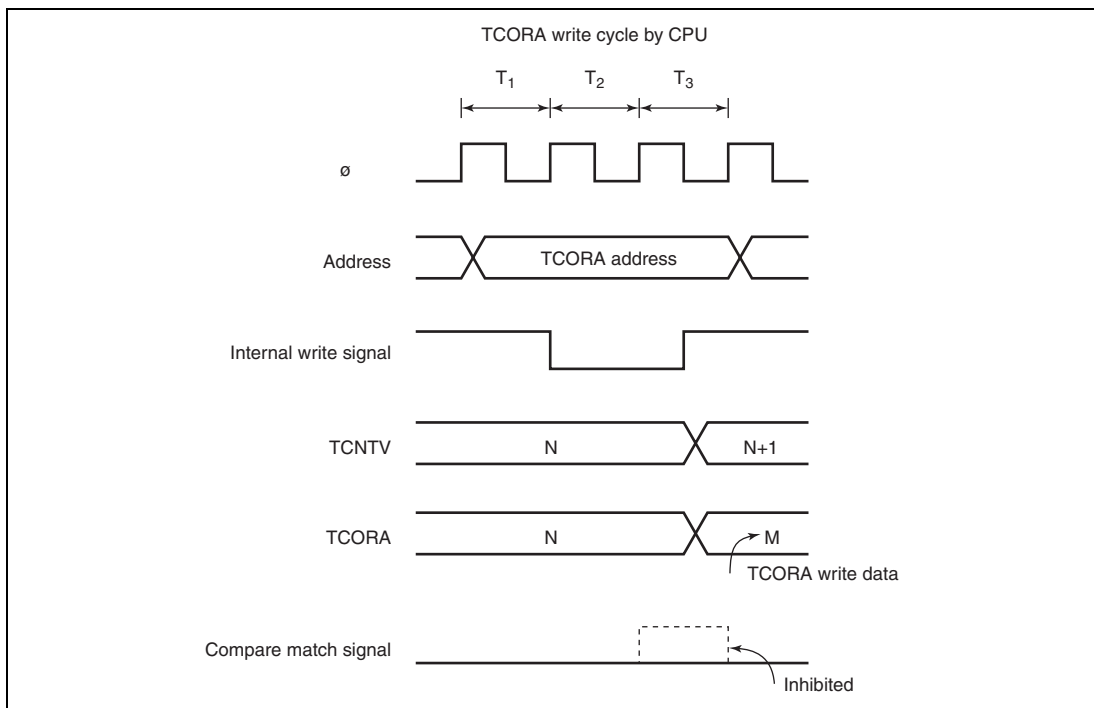 TCORA write cycle by CPU
T1 T2 T3
ø
Address TCORA address
Internal write signal
TCNTV N N+1
TCORA N M
TCORA write data
Compare match signal
Inhibited